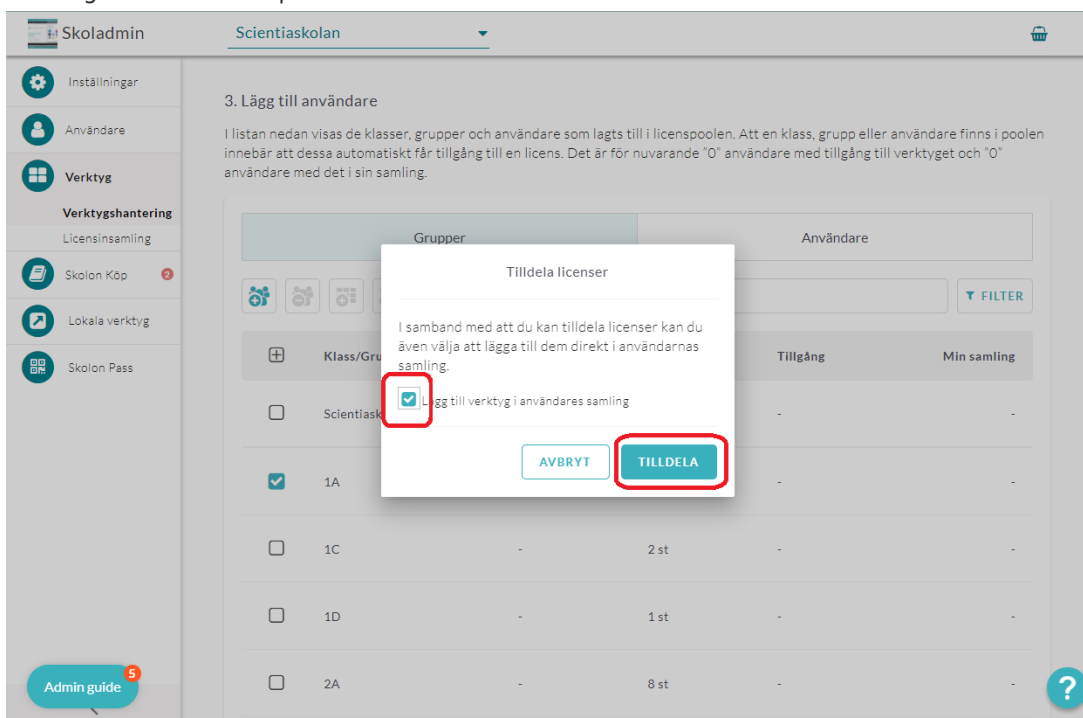 Skoladmin
Scientiaskolan
Inställningar
Användare
Verktyg
Verktygshantering
Licensinsamling
Skolon Köp 2
Lokala verktyg
Skolon Pass
Admin guide 5
3. Lägg till användare
I listan nedan visas de klasser, grupper och användare som lagts till i licenspoolen. Att en klass, grupp eller användare finns i poolen
innebär att dessa automatiskt får tillgång till en licens. Det är för nuvarande "0" användare med tillgång till verktyget och "0"
användare med det i sin samling.
Grupper Användare
FILTER
Klass/Gru Tillgång Min samling
Scientiask - -
1A - -
1C - 2 st - -
1D - 1 st - -
2A - 8 st - -
Tilldela licenser
I samband med att du kan tilldela licenser kan du
även välja att lägga till dem direkt i användarnas
samling.
Lägg till verktyg i användares samling
AVBRYT TILLDELA
?